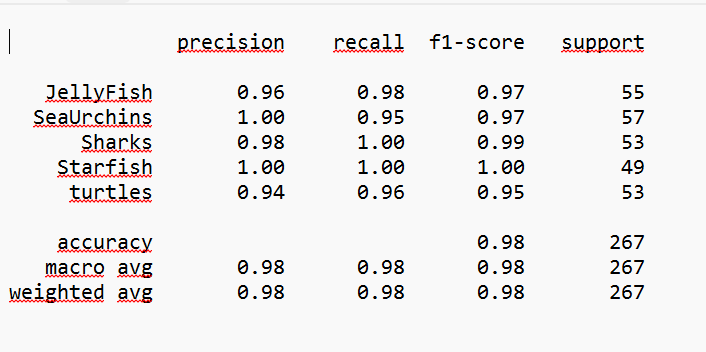 precision recall f1-score support
JellyFish 0.96 0.98 0.97 55
SeaUrchins 1.00 0.95 0.97 57
Sharks 0.98 1.00 0.99 53
Starfish 1.00 1.00 1.00 49
turtles 0.94 0.96 0.95 53
accuracy 0.98 267
macro avg 0.98 0.98 0.98 267
weighted avg 0.98 0.98 0.98 267